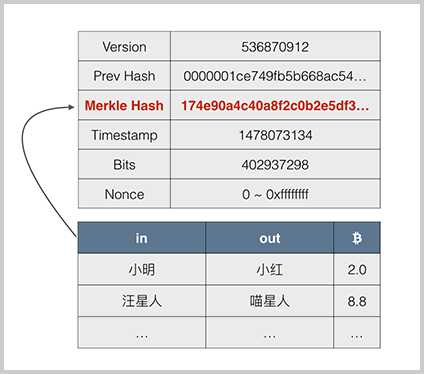 Version 536870912
Prev Hash 0000001ce749fb5b668ac54…
Merkle Hash 174e90a4c40a8f2c0b2e5df3…
Timestamp 1478073134
Bits 402937298
Nonce 0 ~ 0xffffffff
in out ₿
小明 小红 2.0
汪星人 喵星人 8.8
… … …